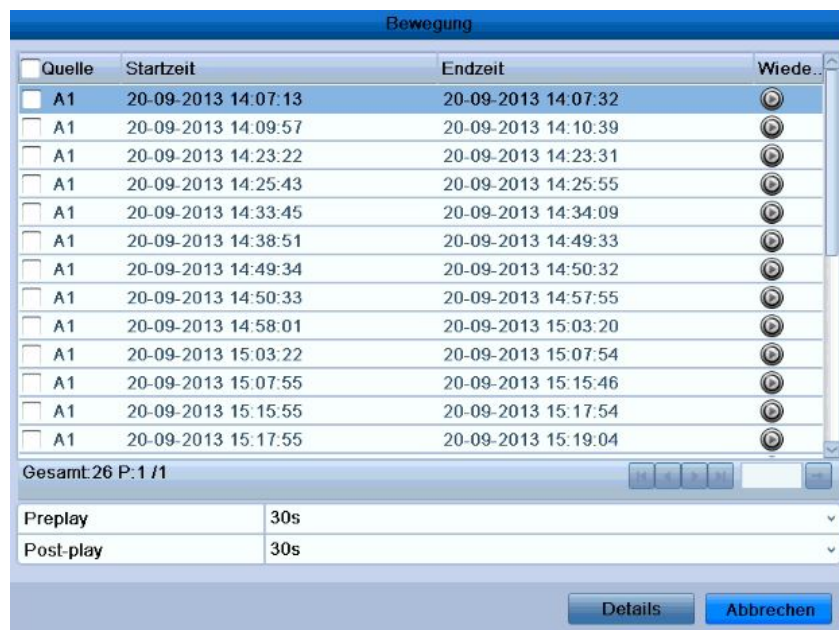 Bewegung
Quelle Startzeit Endzeit Wiede..
A1 20-09-2013 14:07:13 20-09-2013 14:07:32
A1 20-09-2013 14:09:57 20-09-2013 14:10:39
A1 20-09-2013 14:23:22 20-09-2013 14:23:31
A1 20-09-2013 14:25:43 20-09-2013 14:25:55
A1 20-09-2013 14:33:45 20-09-2013 14:34:09
A1 20-09-2013 14:38:51 20-09-2013 14:49:33
A1 20-09-2013 14:49:34 20-09-2013 14:50:32
A1 20-09-2013 14:50:33 20-09-2013 14:57:55
A1 20-09-2013 14:58:01 20-09-2013 15:03:20
A1 20-09-2013 15:03:22 20-09-2013 15:07:54
A1 20-09-2013 15:07:55 20-09-2013 15:15:46
A1 20-09-2013 15:15:55 20-09-2013 15:17:54
A1 20-09-2013 15:17:55 20-09-2013 15:19:04
Gesamt:26 P:1 /1
Preplay 30s
Post-play 30s
Details Abbrechen